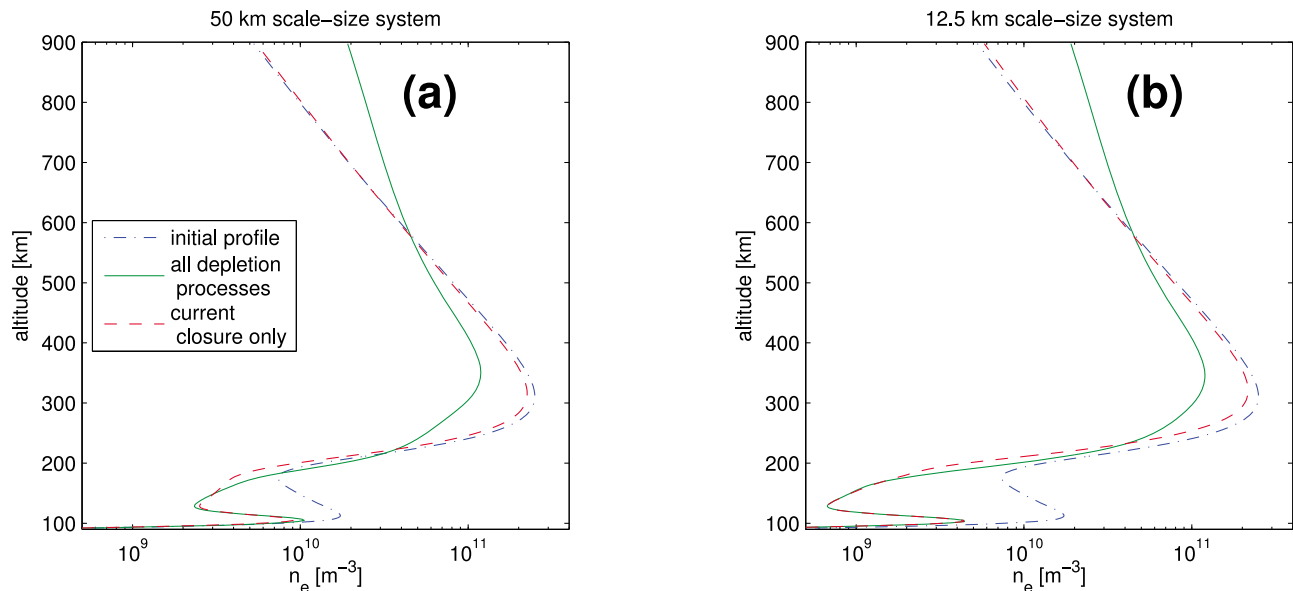 50 km scale−size system
900
800
700
600
500
400
300
200
100
altitude [km]
(a)
initial profile
all depletion
processes
current
closure only
10^9
10^10
10^11
n_e [m^−3]
12.5 km scale−size system
900
800
700
600
500
400
300
200
100
altitude [km]
(b)
10^9
10^10
10^11
n_e [m^−3]